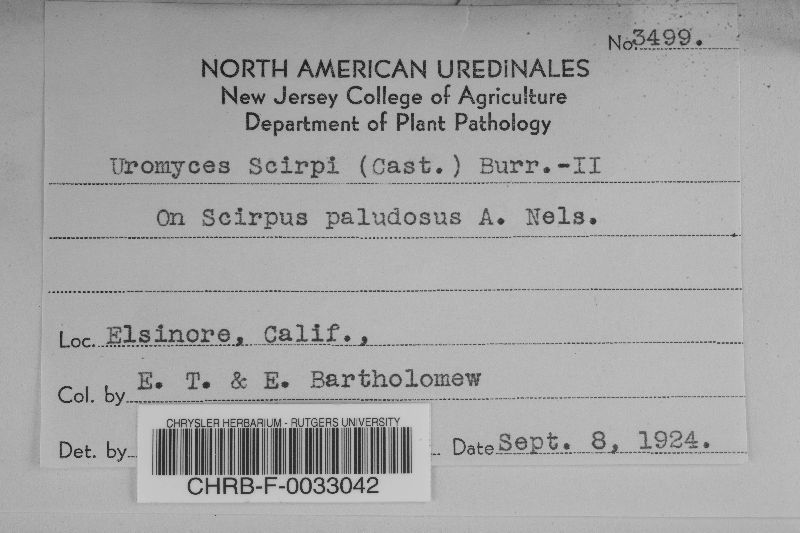 No. 3499.
NORTH AMERICAN UREDINALES
New Jersey College of Agriculture
Department of Plant Pathology
Uromyces Scirpi (Cast.) Burr.-II
On Scirpus paludosus A. Nels.
Loc. Elsinore, Calif.,
Col. by E. T. & E. Bartholomew
Det. by
Date Sept. 8, 1924.
CHRYSLER HERBARIUM - RUTGERS UNIVERSITY
CHRB-F-0033042